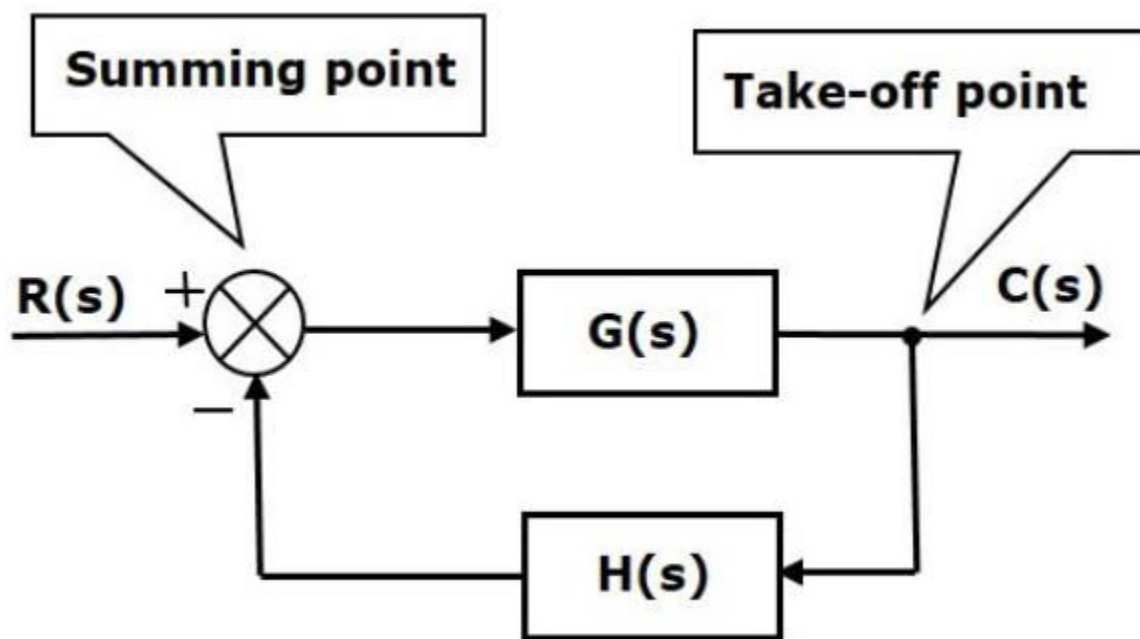 Summing point
Take-off point
R(s)
+
G(s)
C(s)
−
H(s)